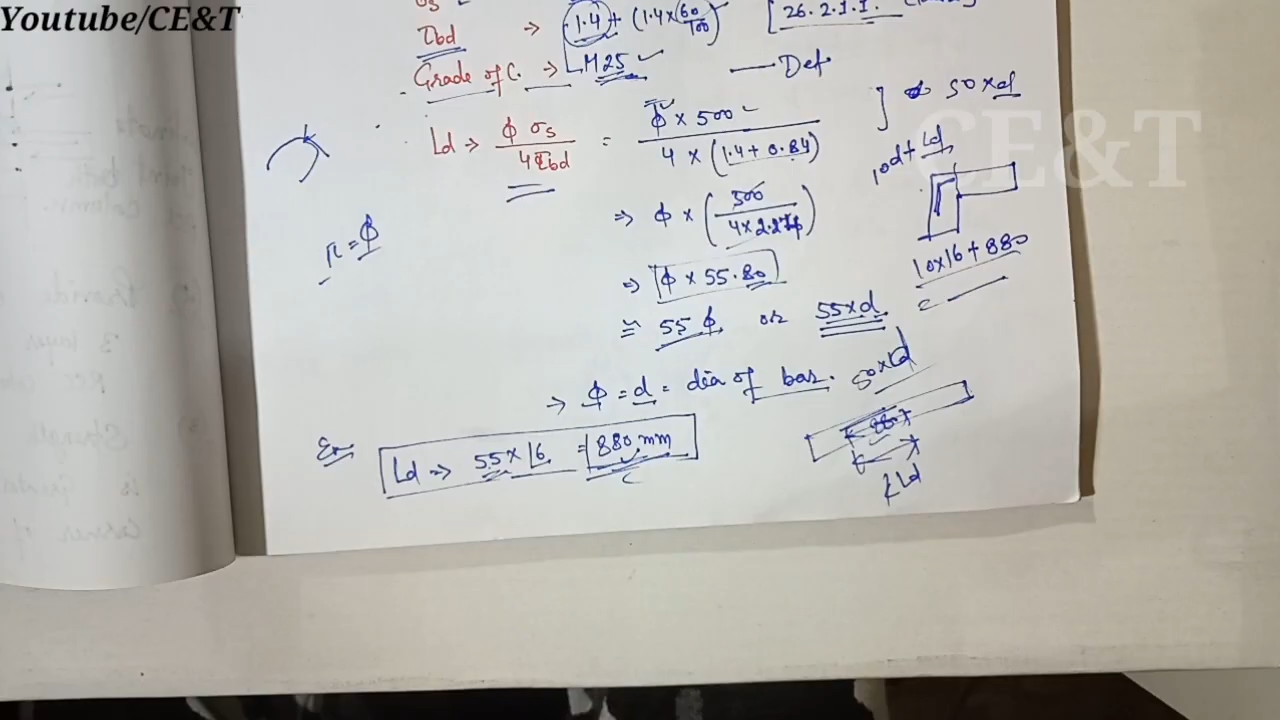 Youtube/CE&T
σs
τbd → 1.4 + (1.4 × (60/100)) [26.2.1.1.
Grade of C. → M25 — Def
Ld → ϕ σs / 4τbd = ϕ × 500 / 4 × (1.4 + 0.84) ] 50 × d
CE&T
10d + Ld
⇒ ϕ × (500 / 4 × 2.24)
r = ϕ
⇒ ϕ × 55.80
10×16 + 880
≅ 55 ϕ or 55×d
→ ϕ = d = dia of bar. 50×d
Ex Ld ⇒ 55 × 16 = 880 mm
880
Ld